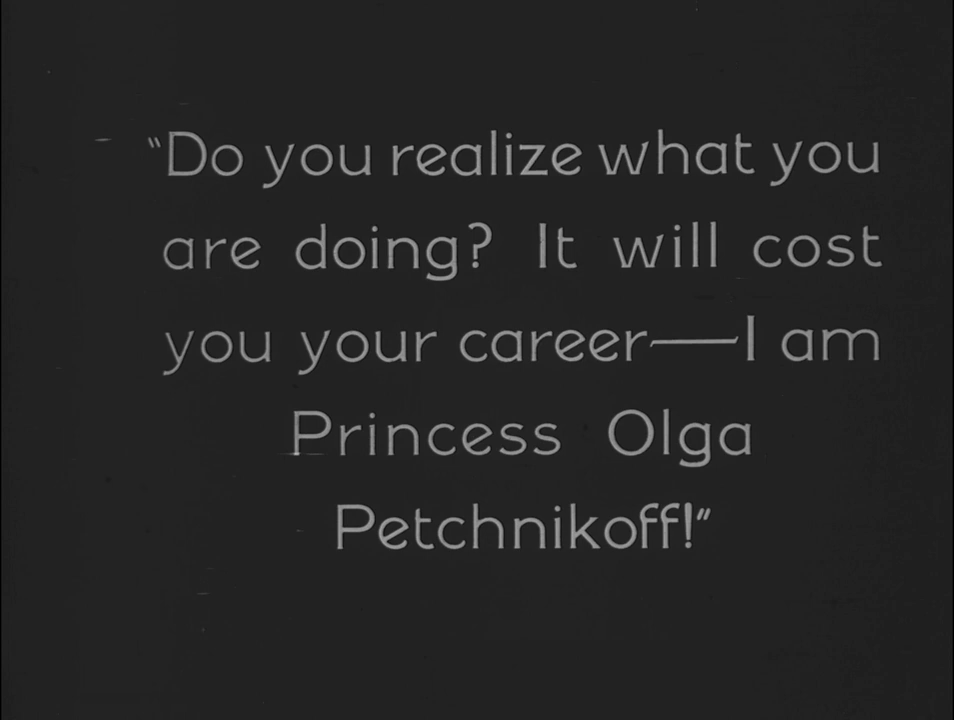 "Do you realize what you
are doing? It will cost
you your career—I am
Princess Olga
Petchnikoff!"